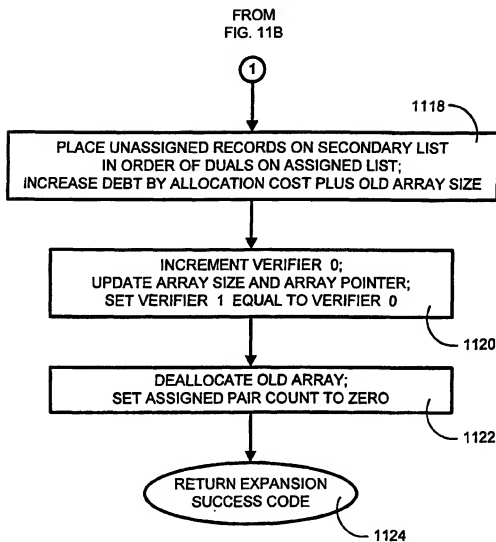 FROM
FIG. 11B
1
1118
PLACE UNASSIGNED RECORDS ON SECONDARY LIST
IN ORDER OF DUALS ON ASSIGNED LIST;
INCREASE DEBT BY ALLOCATION COST PLUS OLD ARRAY SIZE
INCREMENT VERIFIER 0;
UPDATE ARRAY SIZE AND ARRAY POINTER;
SET VERIFIER 1 EQUAL TO VERIFIER 0
1120
DEALLOCATE OLD ARRAY;
SET ASSIGNED PAIR COUNT TO ZERO
1122
RETURN EXPANSION
SUCCESS CODE
1124